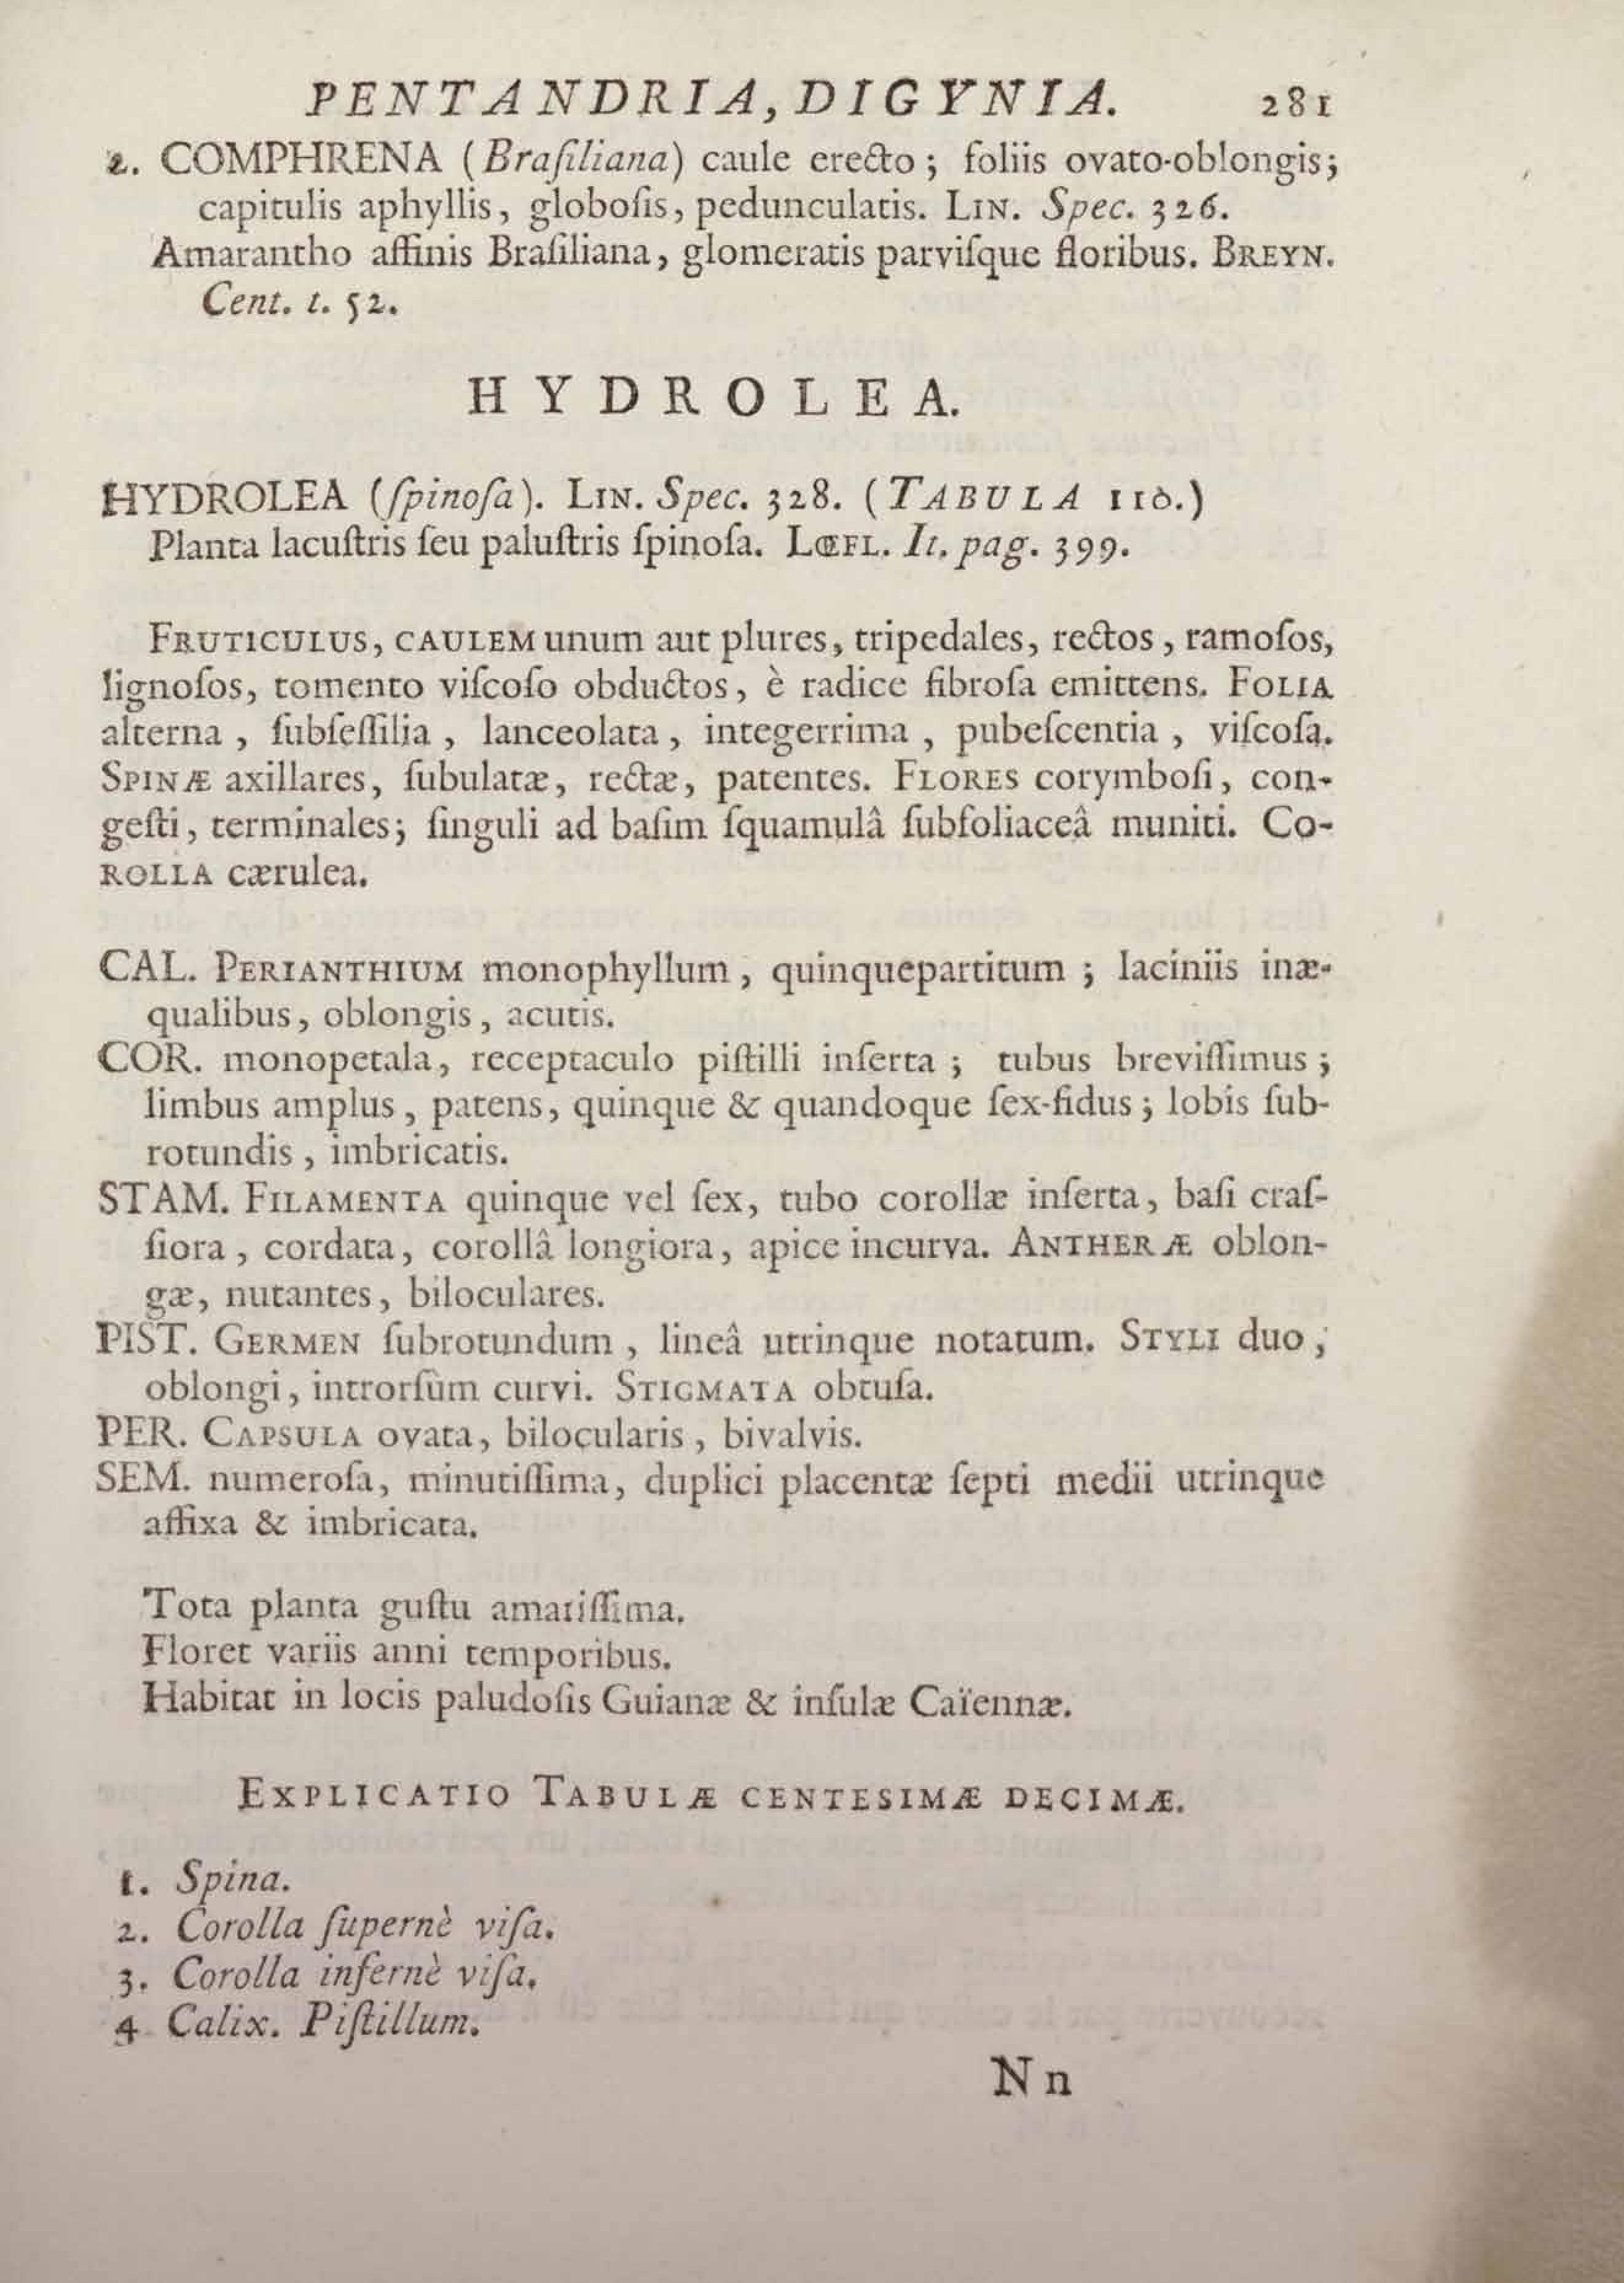 PENTANDRIA, DIGYNIA. 281
2. COMPHRENA (Braſiliana) caule erecto; foliis ovato-oblongis;
capitulis aphyllis, globoſis, pedunculatis. LIN. Spec. 326.
Amarantho affinis Braſiliana, glomeratis parviſque floribus. BREYN.
Cent. t. 52.
HYDROLEA.
HYDROLEA (ſpinoſa). LIN. Spec. 328. (TABULA 110.)
Planta lacuſtris ſeu paluſtris ſpinoſa. LŒFL. It. pag. 399.
FRUTICULUS, CAULEM unum aut plures, tripedales, rectos, ramoſos,
lignoſos, tomento viſcoſo obductos, è radice fibroſa emittens. FOLIA
alterna, ſubſeſſilia, lanceolata, integerrima, pubeſcentia, viſcoſa.
SPINÆ axillares, ſubulatæ, rectæ, patentes. FLORES corymboſi, con-
geſti, terminales; ſinguli ad baſim ſquamulâ ſubfoliaceâ muniti. CO-
ROLLA cærulea.
CAL. PERIANTHIUM monophyllum, quinquepartitum; laciniis inæ-
qualibus, oblongis, acutis.
COR. monopetala, receptaculo piſtilli inſerta; tubus breviſſimus;
limbus amplus, patens, quinque & quandoque ſex-fidus; lobis ſub-
rotundis, imbricatis.
STAM. FILAMENTA quinque vel ſex, tubo corollæ inſerta, baſi craſ-
ſiora, cordata, corollâ longiora, apice incurva. ANTHERÆ oblon-
gæ, nutantes, biloculares.
PIST. GERMEN ſubrotundum, lineâ utrinque notatum. STYLI duo,
oblongi, introrſùm curvi. STIGMATA obtuſa.
PER. CAPSULA ovata, bilocularis, bivalvis.
SEM. numeroſa, minutiſſima, duplici placentæ ſepti medii utrinque
affixa & imbricata.
Tota planta guſtu amariſſima.
Floret variis anni temporibus.
Habitat in locis paludoſis Guianæ & inſulæ Caïennæ.
EXPLICATIO TABULÆ CENTESIMÆ DECIMÆ.
1. Spina.
2. Corolla ſupernè viſa.
3. Corolla infernè viſa.
4 Calix. Piſtillum.
Nn